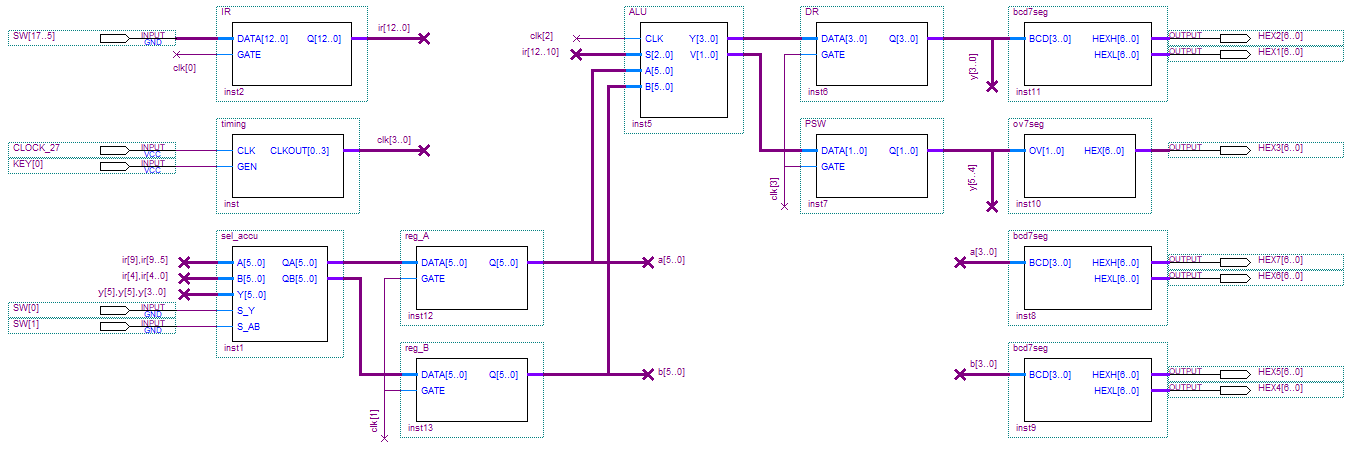 IR
SW[17..5]
INPUT
GND
DATA[12..0] Q[12..0]
ir[12..0]
GATE
clk[0]
inst2
timing
CLOCK_27
INPUT
VCC
CLK CLKOUT[0..3]
clk[3..0]
KEY[0]
INPUT
VCC
GEN
inst
sel_accu
ir[9],ir[9..5]
A[5..0] QA[5..0]
ir[4],ir[4..0]
B[5..0] QB[5..0]
y[5],y[5],y[3..0]
Y[5..0]
SW[0]
INPUT
GND
S_Y
SW[1]
INPUT
GND
S_AB
inst1
reg_A
DATA[5..0] Q[5..0]
a[5..0]
GATE
inst12
reg_B
DATA[5..0] Q[5..0]
b[5..0]
GATE
clk[1]
inst13
ALU
clk[2]
CLK Y[3..0]
ir[12..10]
S[2..0] V[1..0]
A[5..0]
B[5..0]
inst5
DR
DATA[3..0] Q[3..0]
GATE
inst6
y[3..0]
PSW
DATA[1..0] Q[1..0]
GATE
clk[3]
inst7
y[5..4]
bcd7seg
BCD[3..0] HEXH[6..0]
OUTPUT
HEX2[6..0]
HEXL[6..0]
OUTPUT
HEX1[6..0]
inst11
ov7seg
OV[1..0] HEX[6..0]
OUTPUT
HEX3[6..0]
inst10
bcd7seg
a[3..0]
BCD[3..0] HEXH[6..0]
OUTPUT
HEX7[6..0]
HEXL[6..0]
OUTPUT
HEX6[6..0]
inst8
bcd7seg
b[3..0]
BCD[3..0] HEXH[6..0]
OUTPUT
HEX5[6..0]
HEXL[6..0]
OUTPUT
HEX4[6..0]
inst9